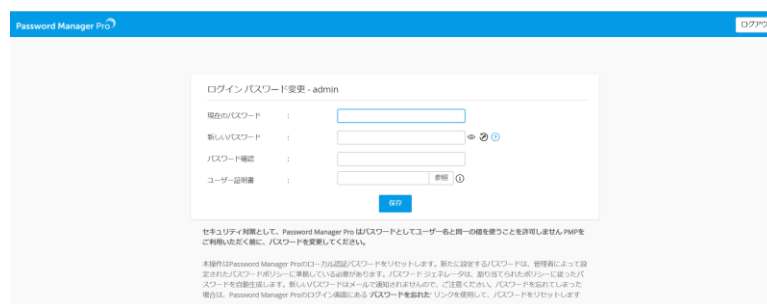 Password Manager Pro
ログアウ
ログイン パスワード変更 - admin
現在のパスワード :
新しいパスワード :
パスワード確認 :
ユーザー証明書 : 参照
保存
セキュリティ対策として、Password Manager Pro はパスワードとしてユーザー名と同一の値を使うことを許可しません PMPを
ご利用いただく前に、パスワードを変更してください。
本操作はPassword Manager Proのローカル認証パスワードをリセットします。新たに設定するパスワードは、管理者によって設
定されたパスワードポリシーに準拠している必要があります。パスワード ジェネレータは、割り当てられたポリシーに従ったパ
スワードを自動生成します。新しいパスワードはメールで通知されませんので、ご注意ください。パスワードを忘れてしまった
場合は、Password Manager Proのログイン画面にある 'パスワードを忘れた' リンクを使用して、パスワードをリセットします